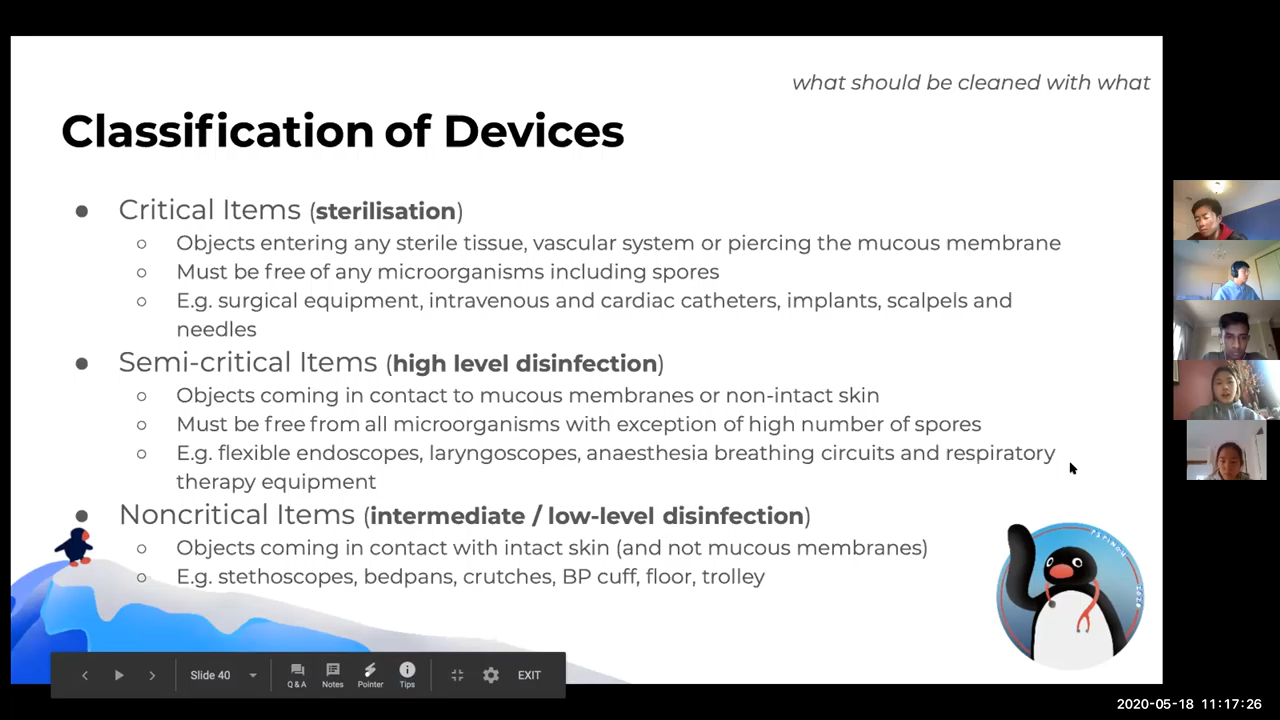 what should be cleaned with what
Classification of Devices
● Critical Items (sterilisation)
○ Objects entering any sterile tissue, vascular system or piercing the mucous membrane
○ Must be free of any microorganisms including spores
○ E.g. surgical equipment, intravenous and cardiac catheters, implants, scalpels and
needles
● Semi-critical Items (high level disinfection)
○ Objects coming in contact to mucous membranes or non-intact skin
○ Must be free from all microorganisms with exception of high number of spores
○ E.g. flexible endoscopes, laryngoscopes, anaesthesia breathing circuits and respiratory
therapy equipment
● Noncritical Items (intermediate / low-level disinfection)
○ Objects coming in contact with intact skin (and not mucous membranes)
○ E.g. stethoscopes, bedpans, crutches, BP cuff, floor, trolley
Slide 40
Q & A
Notes
Pointer
Tips
EXIT
2020-05-18 11:17:26